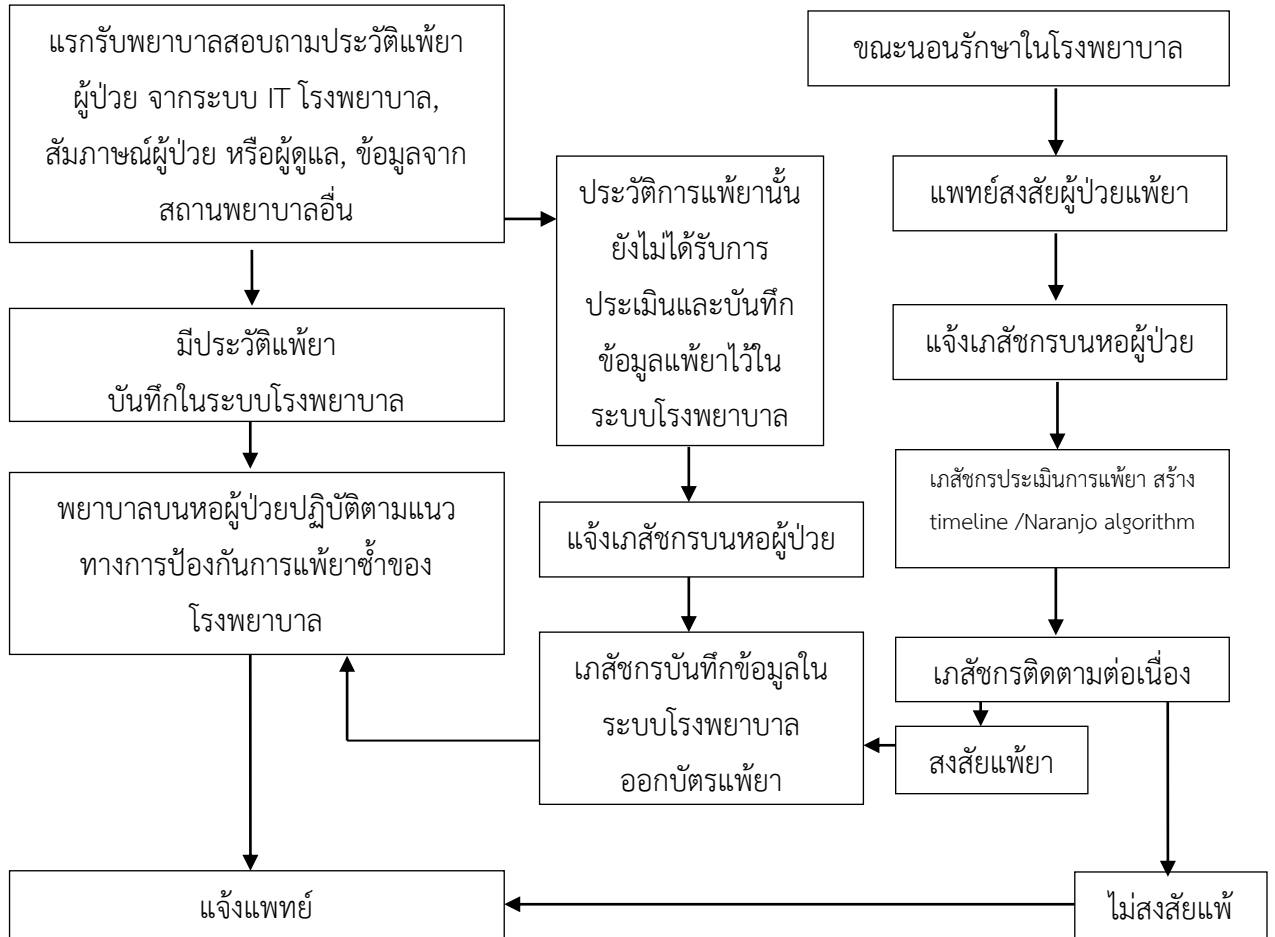 แรกรับพยาบาลสอบถามประวัติแพ้ยา
ผู้ป่วย จากระบบ IT โรงพยาบาล,
สัมภาษณ์ผู้ป่วย หรือผู้ดูแล, ข้อมูลจาก
สถานพยาบาลอื่น
มีประวัติแพ้ยา
บันทึกในระบบโรงพยาบาล
พยาบาลบนหอผู้ป่วยปฏิบัติตามแนว
ทางการป้องกันการแพ้ยาซ้ำของ
โรงพยาบาล
แจ้งแพทย์
ประวัติการแพ้ยานั้น
ยังไม่ได้รับการ
ประเมินและบันทึก
ข้อมูลแพ้ยาไว้ใน
ระบบโรงพยาบาล
แจ้งเภสัชกรบนหอผู้ป่วย
เภสัชกรบันทึกข้อมูลใน
ระบบโรงพยาบาล
ออกบัตรแพ้ยา
ขณะนอนรักษาในโรงพยาบาล
แพทย์สงสัยผู้ป่วยแพ้ยา
แจ้งเภสัชกรบนหอผู้ป่วย
เภสัชกรประเมินการแพ้ยา สร้าง
timeline /Naranjo algorithm
เภสัชกรติดตามต่อเนื่อง
สงสัยแพ้ยา
ไม่สงสัยแพ้